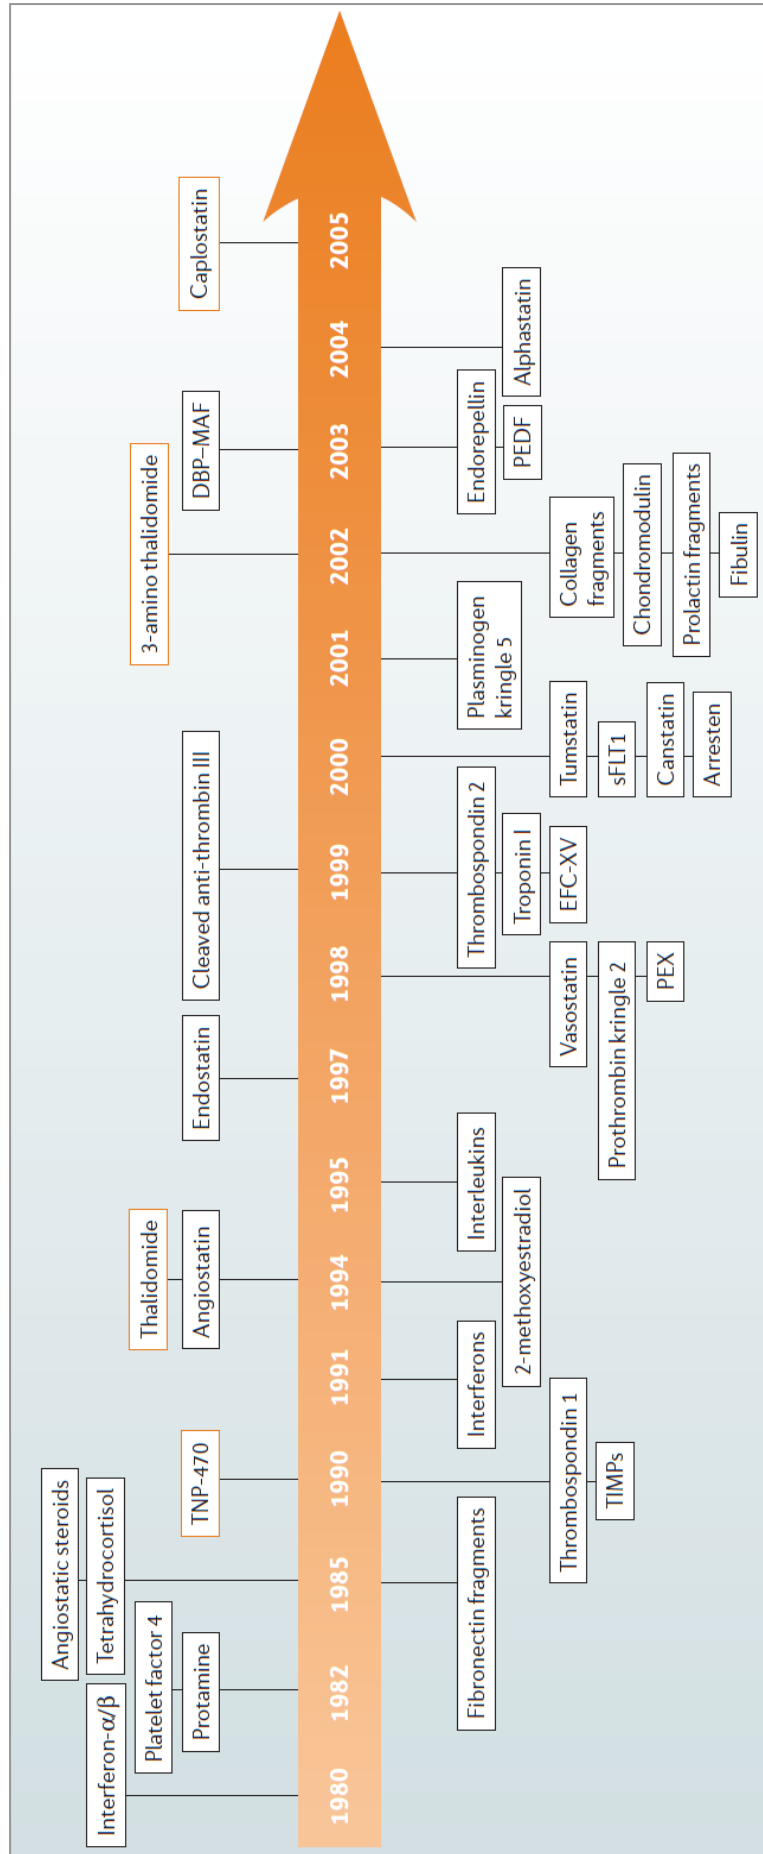 Angiostatic steroids
Tetrahydrocortisol
Interferon-α/β
Platelet factor 4
Protamine
TNP-470
Thalidomide
Angiostatin
Endostatin
Cleaved anti-thrombin III
3-amino thalidomide
DBP–MAF
Caplostatin
1980
1982
1985
1990
1991
1994
1995
1997
1998
1999
2000
2001
2002
2003
2004
2005
Fibronectin fragments
Thrombospondin 1
TIMPs
Interferons
2-methoxyestradiol
Interleukins
Vasostatin
Prothrombin kringle 2
PEX
Thrombospondin 2
Troponin I
EFC-XV
Tumstatin
sFLT1
Canstatin
Arresten
Plasminogen
kringle 5
Collagen
fragments
Chondromodulin
Prolactin fragments
Fibulin
Endorepellin
PEDF
Alphastatin